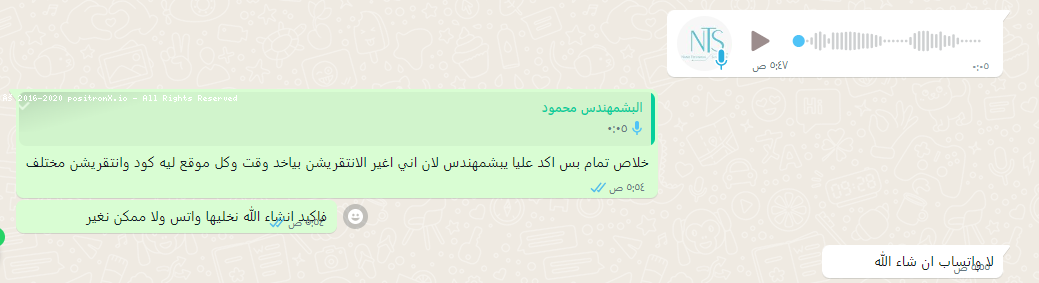 NTS
٥:٤٧ ص
٠:٠٥
AS 2016-2020 positronX.io - All Rights Reserved
البشمهندس محمود
٠:٠٥
خلاص تمام بس اكد عليا يبشمهندس لان اني اغير الانتقريشن بياخد وقت وكل موقع ليه كود وانتقريشن مختلف
٥:٥٤ ص
فاكيد انشاء الله نخليها واتس ولا ممكن نغير
٥:٥٤ ص
لا واتساب ان شاء الله
٥:٥٥ ص